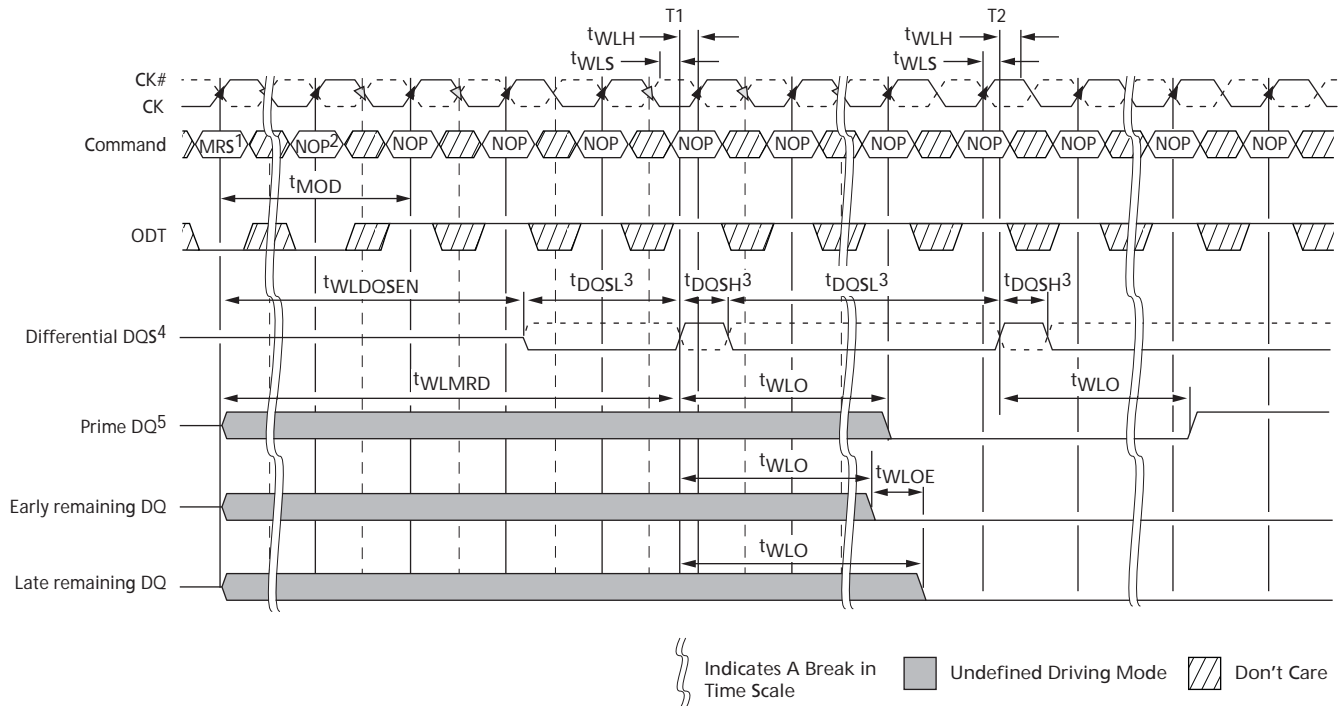 T1 T2
tWLH tWLH
tWLS tWLS
CK#
CK
Command MRS1 NOP2 NOP NOP NOP NOP NOP NOP NOP NOP NOP NOP
tMOD
ODT
tWLDQSEN tDQSL3 tDQSH3 tDQSL3 tDQSH3
Differential DQS4
tWLMRD tWLO tWLO
Prime DQ5
tWLO tWLOE
Early remaining DQ
tWLO
Late remaining DQ
Indicates A Break in
Time Scale
Undefined Driving Mode
Don't Care